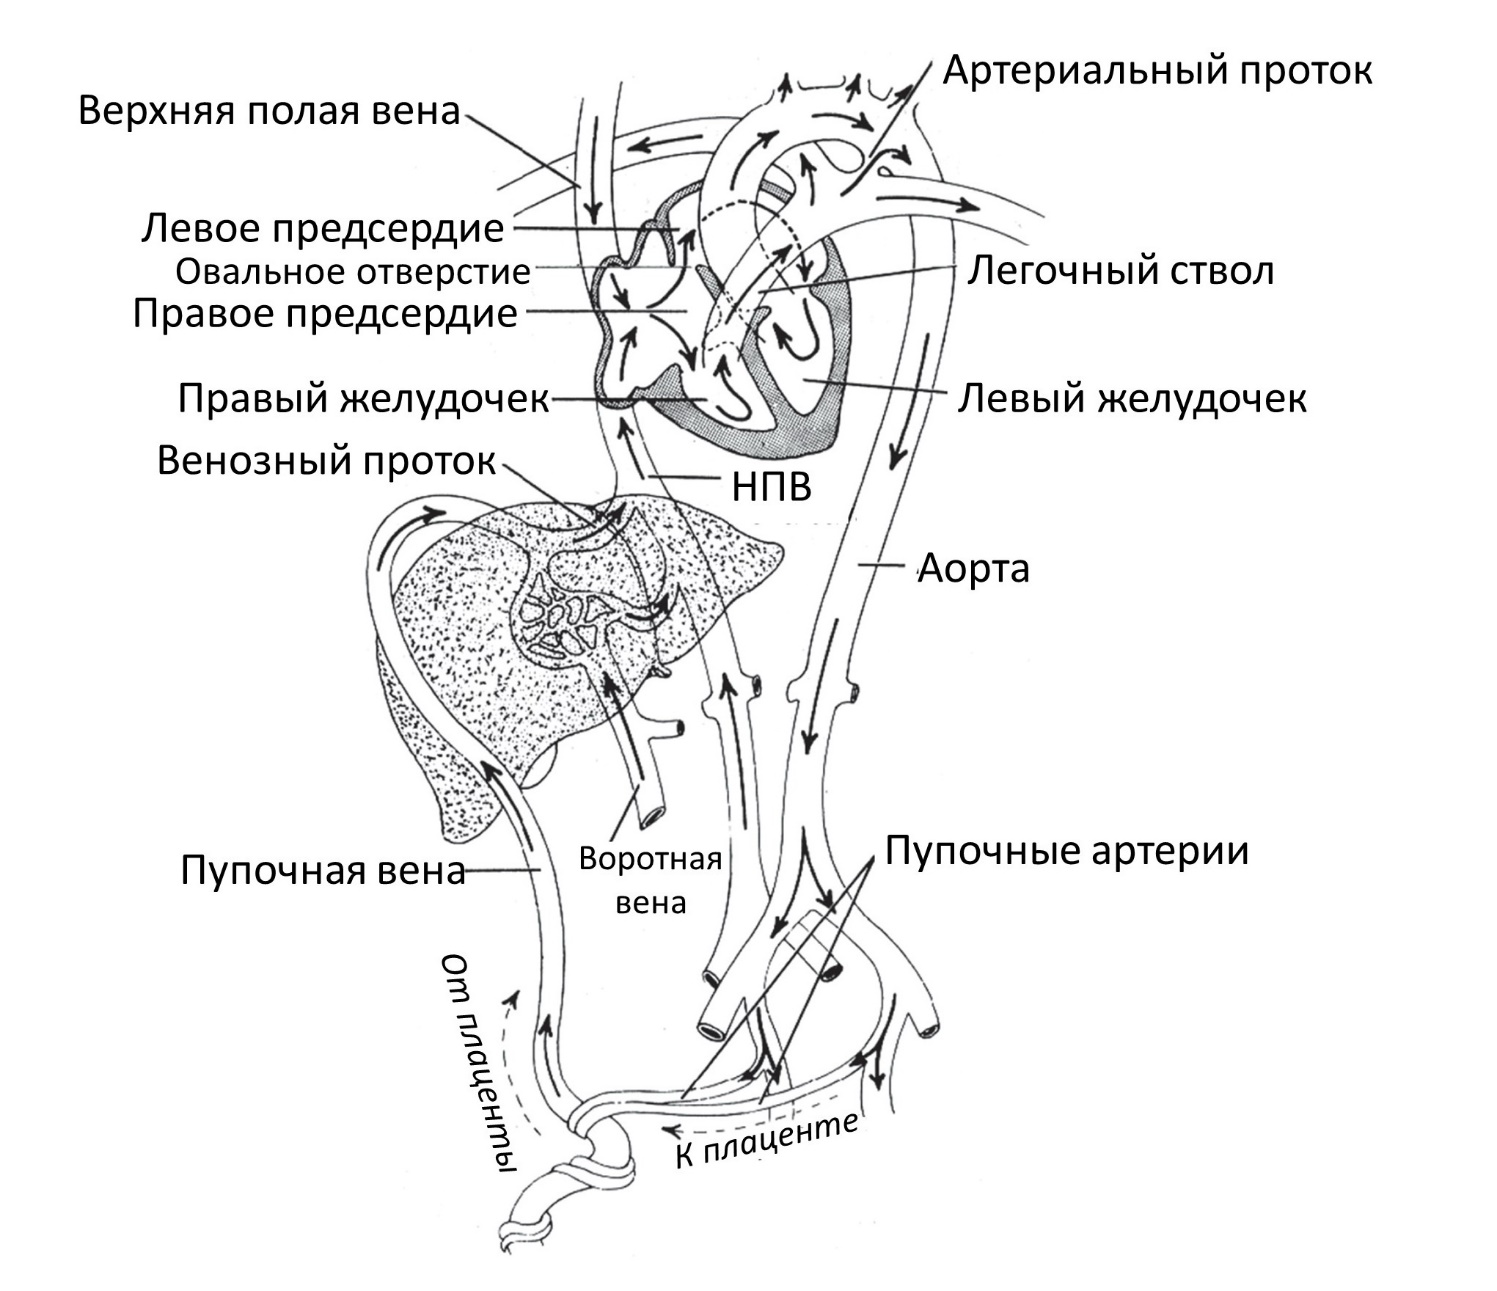 Артериальный проток
Верхняя полая вена
Левое предсердие
Овальное отверстие
Правое предсердие
Легочный ствол
Правый желудочек
Левый желудочек
Венозный проток
НПВ
Аорта
Пупочные артерии
Пупочная вена
Воротная
вена
От плаценты
К плаценте